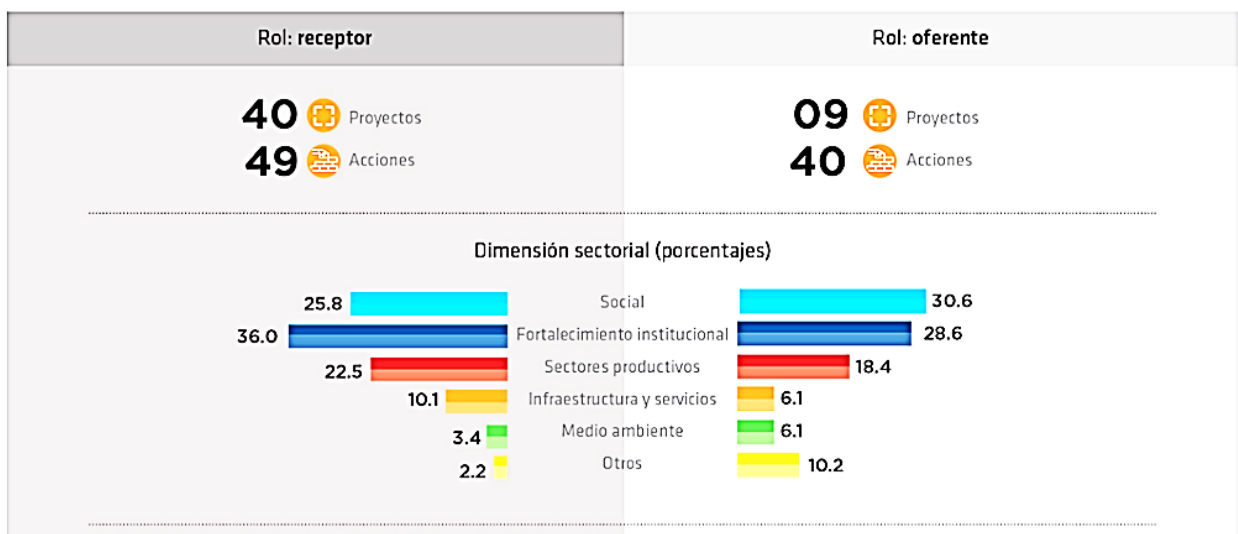 Rol: receptor
Rol: oferente
40 Proyectos
49 Acciones
09 Proyectos
40 Acciones
Dimensión sectorial (porcentajes)
25.8 Social 30.6
36.0 Fortalecimiento institucional 28.6
22.5 Sectores productivos 18.4
10.1 Infraestructura y servicios 6.1
3.4 Medio ambiente 6.1
2.2 Otros 10.2